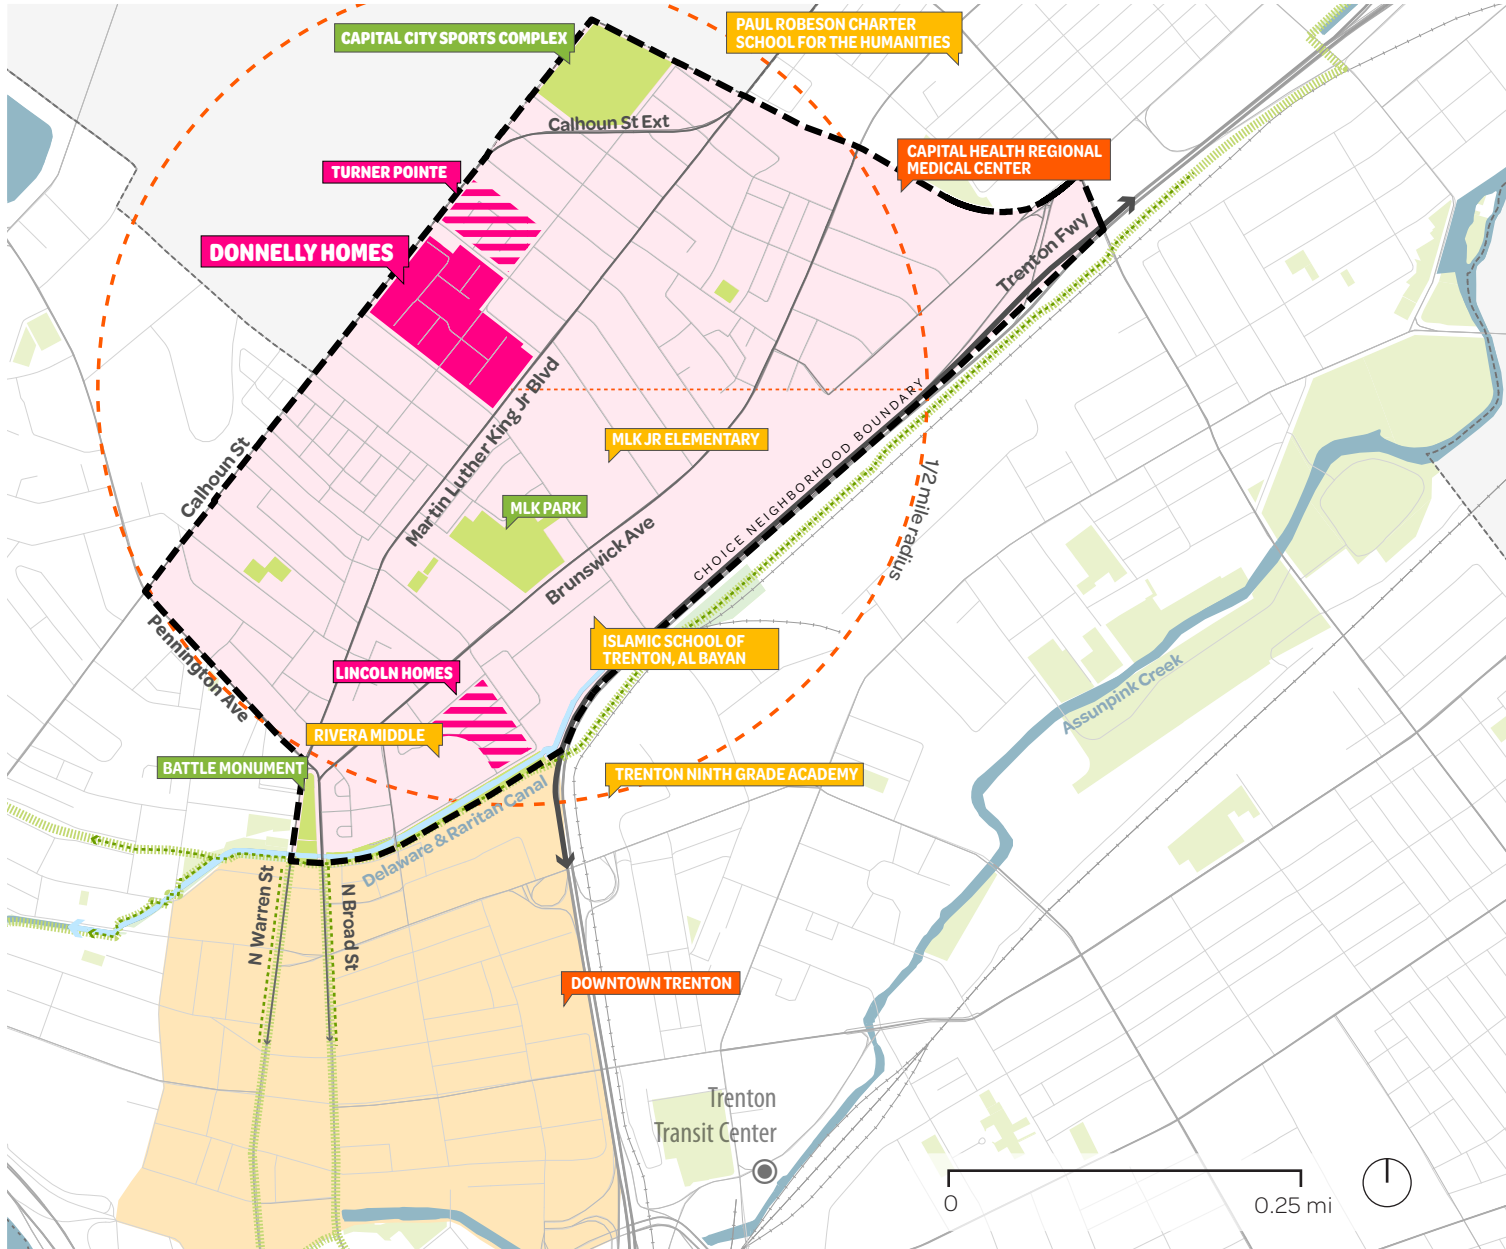 PAUL ROBESON CHARTER
SCHOOL FOR THE HUMANITIES
CAPITAL CITY SPORTS COMPLEX
Calhoun St Ext
CAPITAL HEALTH REGIONAL
MEDICAL CENTER
TURNER POINTE
DONNELLY HOMES
Trenton Fwy
Martin Luther King Jr Blvd
MLK JR ELEMENTARY
CHOICE NEIGHBORHOOD BOUNDARY
1/2 mile radius
Calhoun St
MLK PARK
Brunswick Ave
Pennington Ave
ISLAMIC SCHOOL OF
TRENTON, AL BAYAN
LINCOLN HOMES
Assunpink Creek
RIVERA MIDDLE
BATTLE MONUMENT
TRENTON NINTH GRADE ACADEMY
Delaware & Raritan Canal
N Warren St
N Broad St
DOWNTOWN TRENTON
Trenton
Transit Center
0
0.25 mi